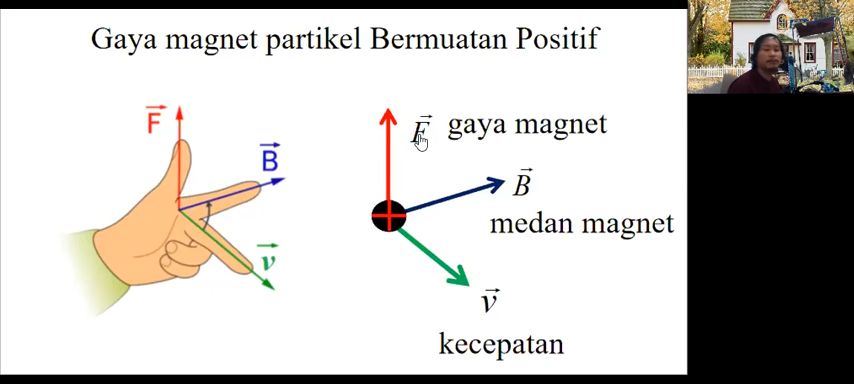 Gaya magnet partikel Bermuatan Positif
F
B
v
F gaya magnet
B
medan magnet
v
kecepatan